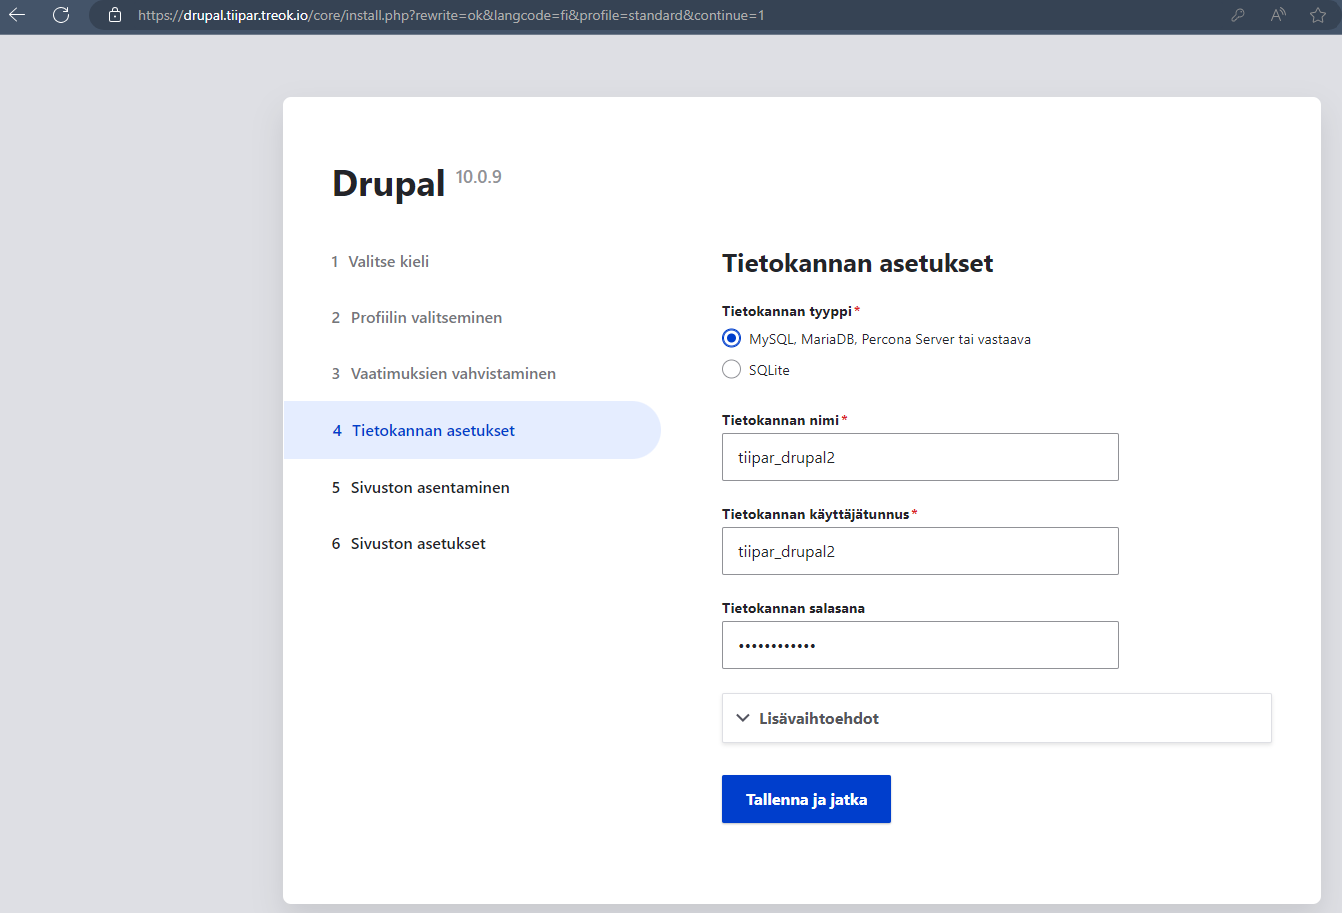 https://drupal.tiipar.treok.io/core/install.php?rewrite=ok&langcode=fi&profile=standard&continue=1
Drupal 10.0.9
1 Valitse kieli
2 Profiilin valitseminen
3 Vaatimuksien vahvistaminen
4 Tietokannan asetukset
5 Sivuston asentaminen
6 Sivuston asetukset
Tietokannan asetukset
Tietokannan tyyppi*
MySQL, MariaDB, Percona Server tai vastaava
SQLite
Tietokannan nimi*
tiipar_drupal2
Tietokannan käyttäjätunnus*
tiipar_drupal2
Tietokannan salasana
••••••••••••
Lisävaihtoehdot
Tallenna ja jatka